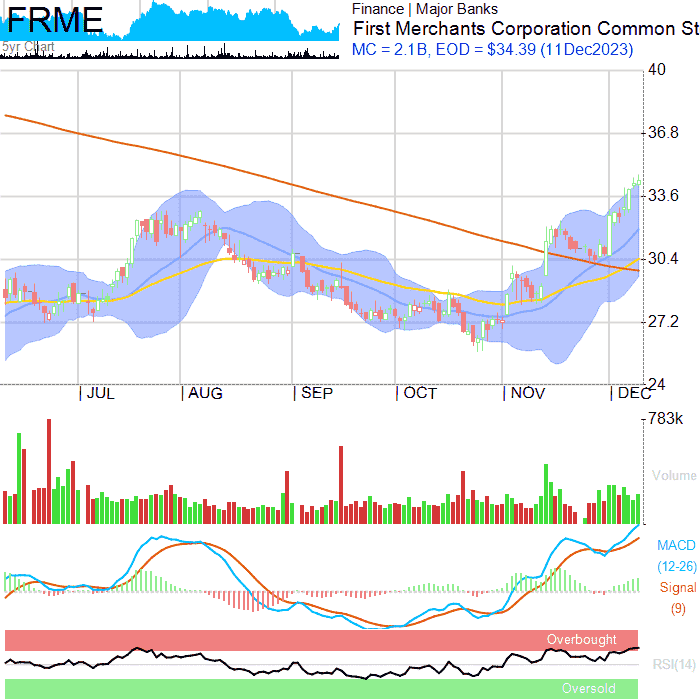 FRME
5yr Chart
Finance | Major Banks
First Merchants Corporation Common St
MC = 2.1B, EOD = $34.39 (11Dec2023)
40
36.8
33.6
30.4
27.2
24
JUL AUG SEP OCT NOV DEC
783k
Volume
MACD
(12-26)
Signal
(9)
Overbought
RSI(14)
Oversold